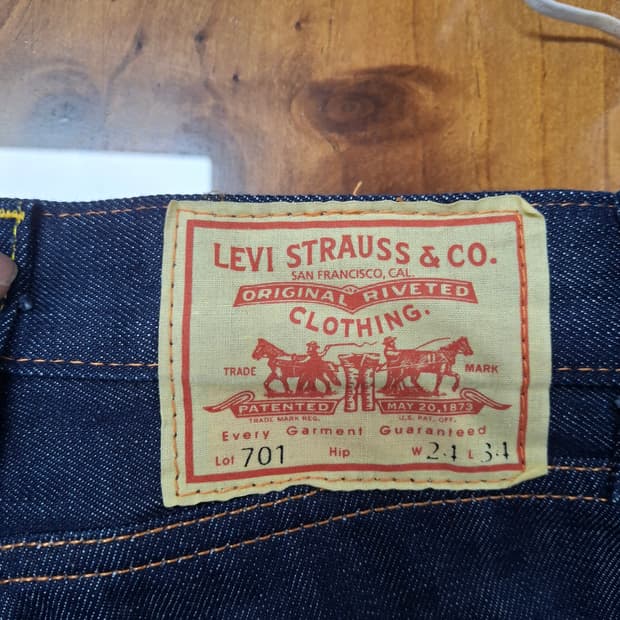 LEVI STRAUSS & CO.
SAN FRANCISCO, CAL.
ORIGINAL RIVETED
CLOTHING.
TRADE MARK
PATENTED MAY 20, 1873
TRADE MARK REG. U.S. PAT. OFF.
Every Garment Guaranteed
Lot 701 Hip W 24 L 34